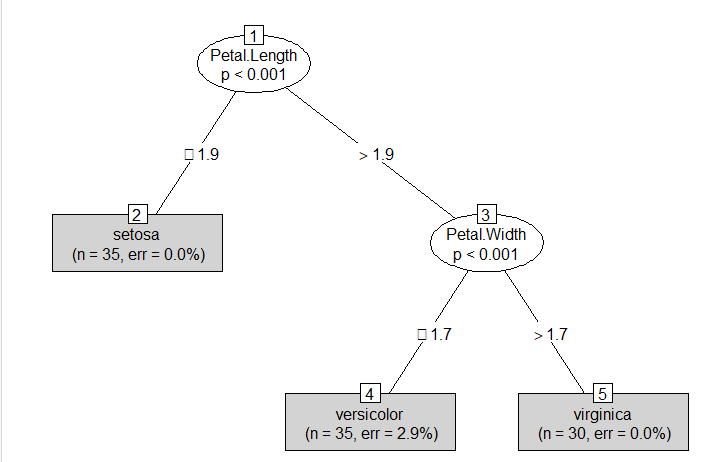 1
Petal.Length
p < 0.001
□ 1.9
> 1.9
2
setosa
(n = 35, err = 0.0%)
3
Petal.Width
p < 0.001
□ 1.7
> 1.7
4
versicolor
(n = 35, err = 2.9%)
5
virginica
(n = 30, err = 0.0%)